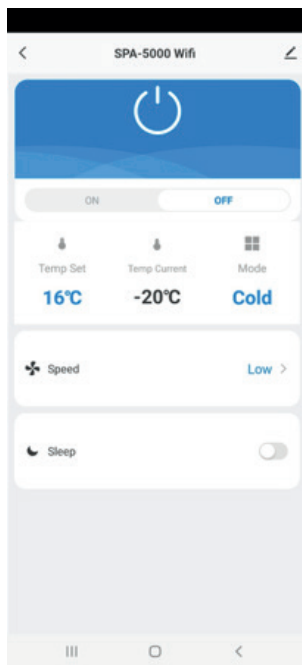 SPA-5000 Wifi
ON OFF
Temp Set Temp Current Mode
16°C -20°C Cold
Speed Low
Sleep